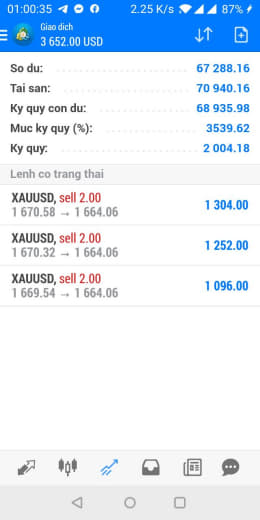 01:00:35 2.25 K/s 87%
Giao dịch
3 652.00 USD
So du: 67 288.16
Tai san: 70 940.16
Ky quy con du: 68 935.98
Muc ky quy (%): 3539.62
Ky quy: 2 004.18
Lenh co trang thai
XAUUSD, sell 2.00
1 670.58 → 1 664.06 1 304.00
XAUUSD, sell 2.00
1 670.32 → 1 664.06 1 252.00
XAUUSD, sell 2.00
1 669.54 → 1 664.06 1 096.00